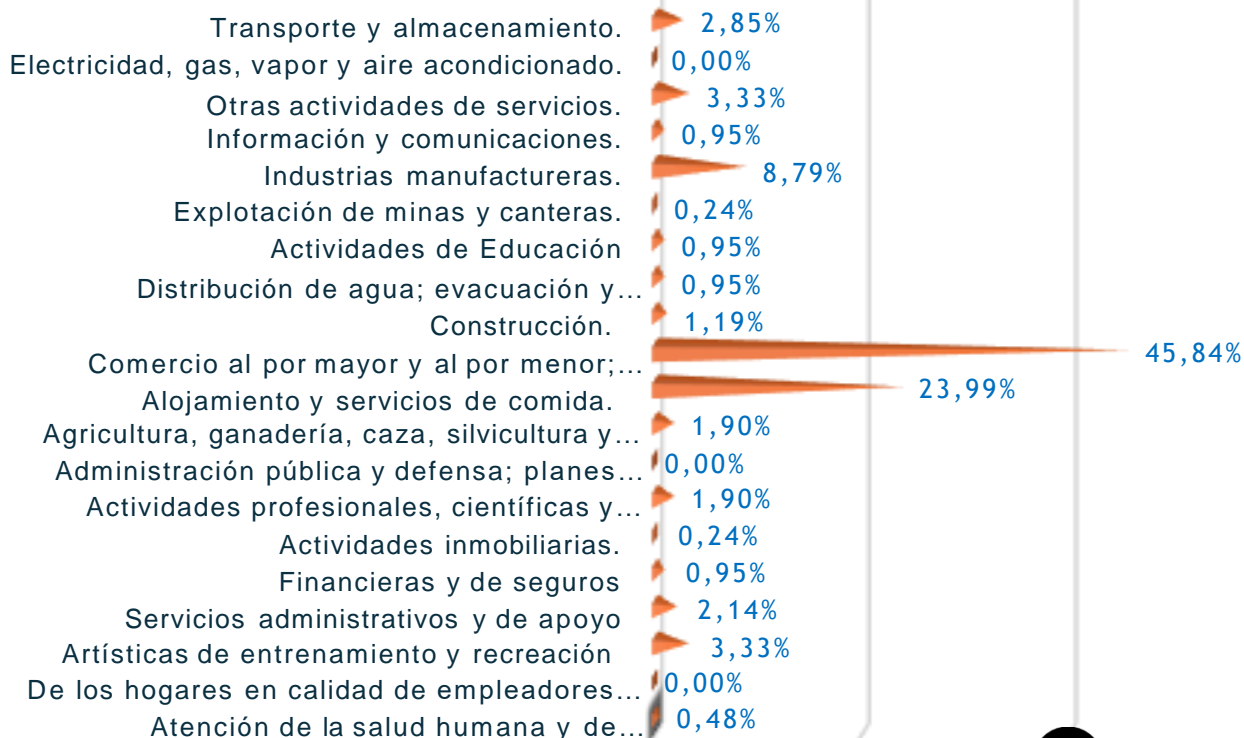 Transporte y almacenamiento. 2,85%
Electricidad, gas, vapor y aire acondicionado. 0,00%
Otras actividades de servicios. 3,33%
Información y comunicaciones. 0,95%
Industrias manufactureras. 8,79%
Explotación de minas y canteras. 0,24%
Actividades de Educación 0,95%
Distribución de agua; evacuación y... 0,95%
Construcción. 1,19%
Comercio al por mayor y al por menor;... 45,84%
Alojamiento y servicios de comida. 23,99%
Agricultura, ganadería, caza, silvicultura y... 1,90%
Administración pública y defensa; planes... 0,00%
Actividades profesionales, científicas y... 1,90%
Actividades inmobiliarias. 0,24%
Financieras y de seguros 0,95%
Servicios administrativos y de apoyo 2,14%
Artísticas de entrenamiento y recreación 3,33%
De los hogares en calidad de empleadores... 0,00%
Atención de la salud humana y de... 0,48%